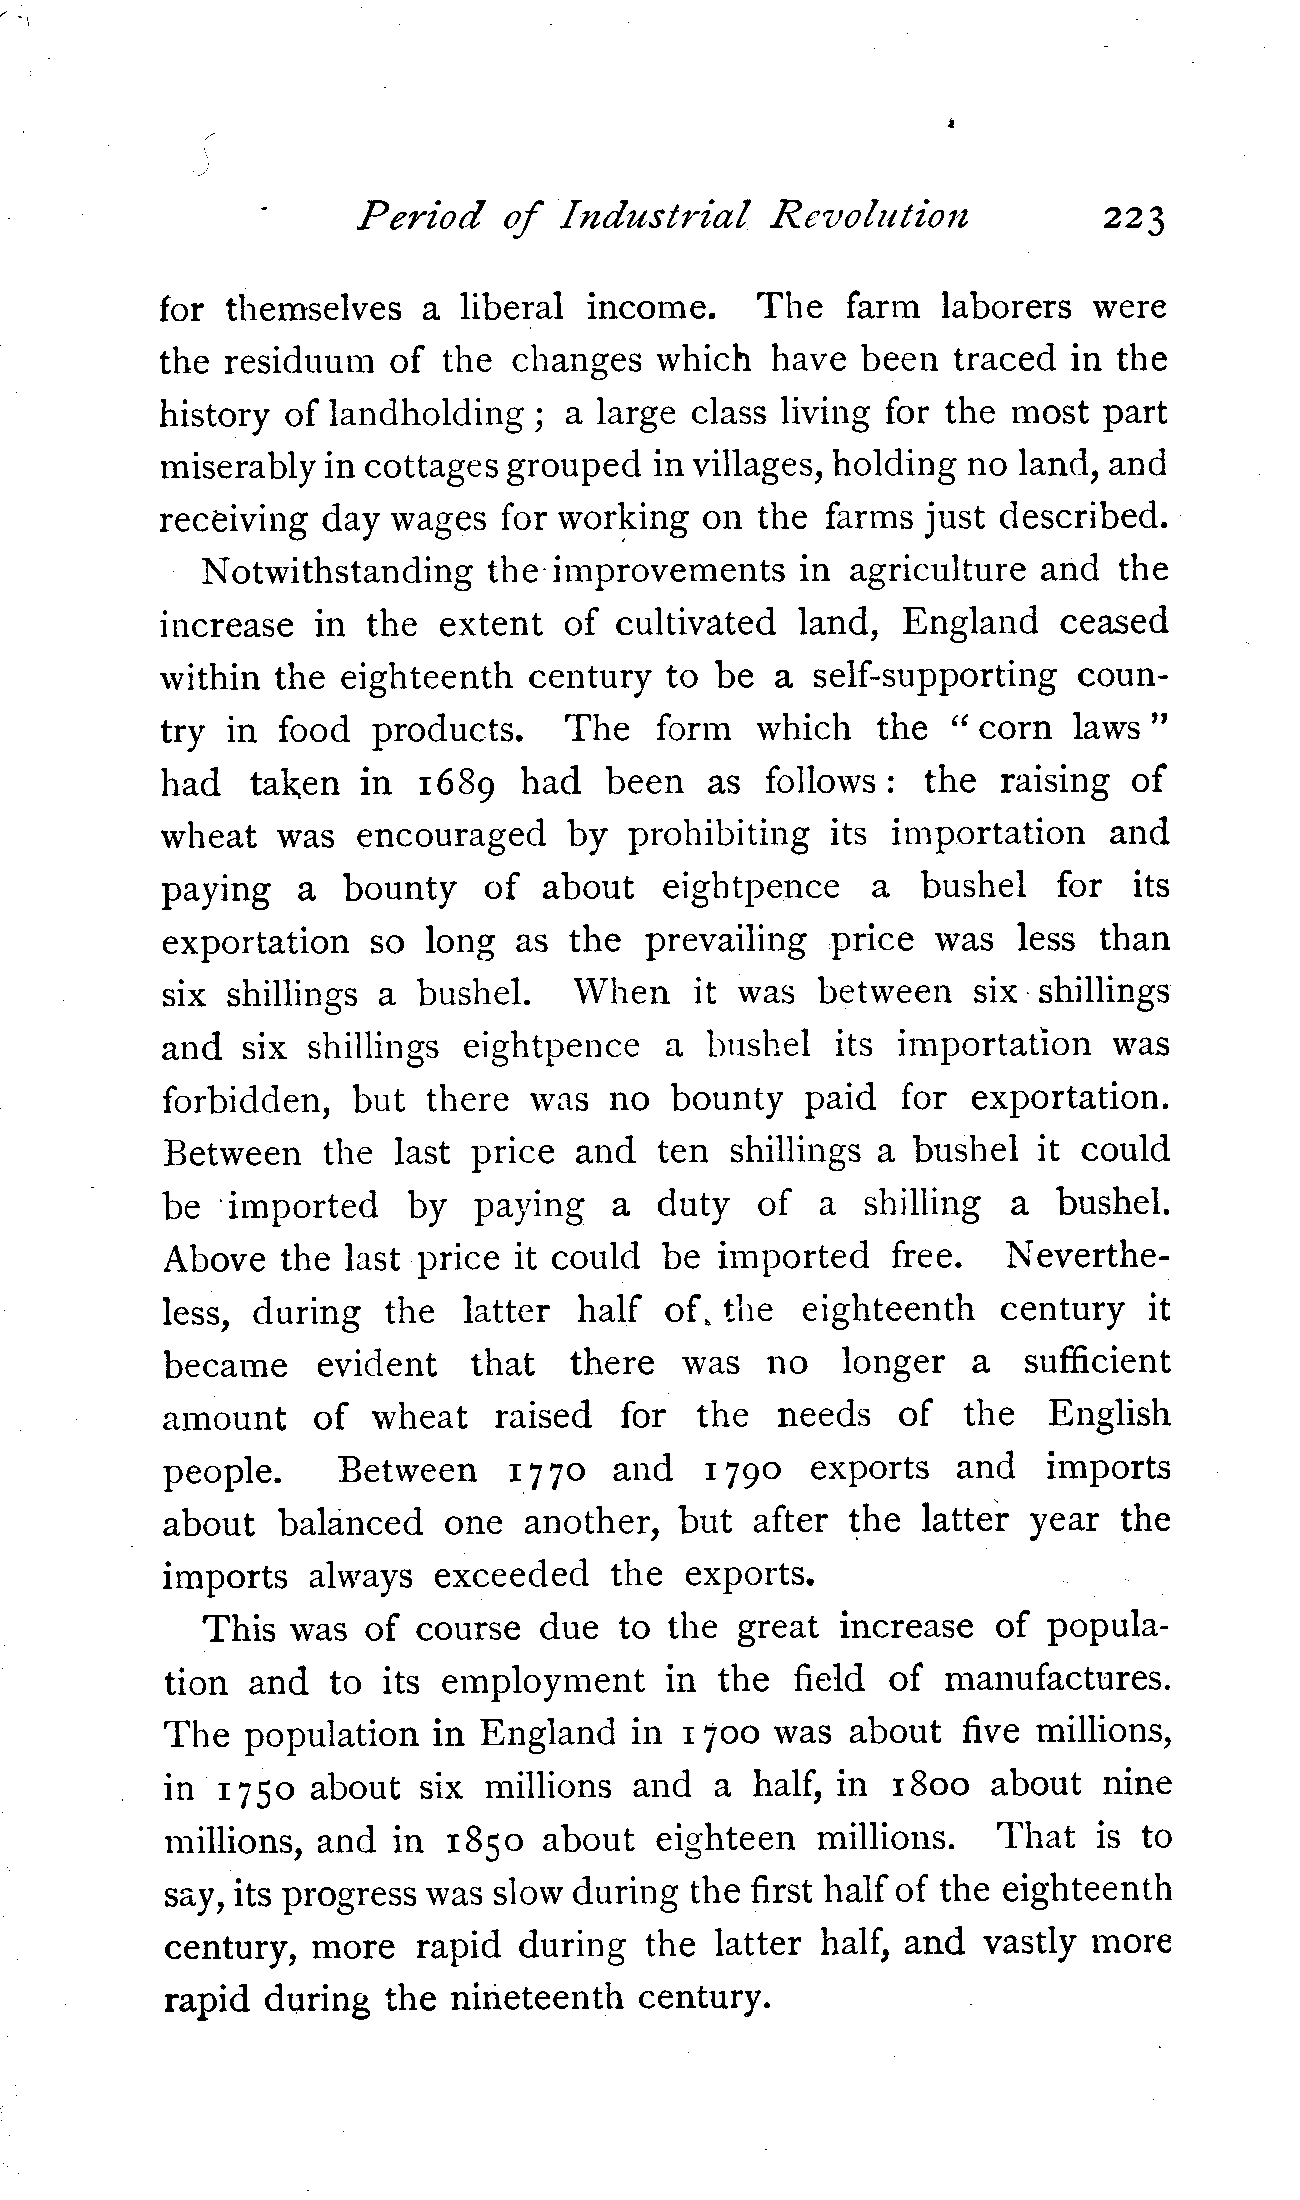 Period of Industrial Revolution 223
for themselves a liberal income. The farm laborers were
the residuum of the changes which have been traced in the
history of landholding ; a large class living for the most part
miserably in cottages grouped in villages, holding no land, and
receiving day wages for working on the farms just described.
Notwithstanding the improvements in agriculture and the
increase in the extent of cultivated land, England ceased
within the eighteenth century to be a self-supporting coun-
try in food products. The form which the “ corn laws ”
had taken in 1689 had been as follows : the raising of
wheat was encouraged by prohibiting its importation and
paying a bounty of about eightpence a bushel for its
exportation so long as the prevailing price was less than
six shillings a bushel. When it was between six shillings
and six shillings eightpence a bushel its importation was
forbidden, but there was no bounty paid for exportation.
Between the last price and ten shillings a bushel it could
be imported by paying a duty of a shilling a bushel.
Above the last price it could be imported free. Neverthe-
less, during the latter half of the eighteenth century it
became evident that there was no longer a sufficient
amount of wheat raised for the needs of the English
people. Between 1770 and 1790 exports and imports
about balanced one another, but after the latter year the
imports always exceeded the exports.
This was of course due to the great increase of popula-
tion and to its employment in the field of manufactures.
The population in England in 1700 was about five millions,
in 1750 about six millions and a half, in 1800 about nine
millions, and in 1850 about eighteen millions. That is to
say, its progress was slow during the first half of the eighteenth
century, more rapid during the latter half, and vastly more
rapid during the nineteenth century.